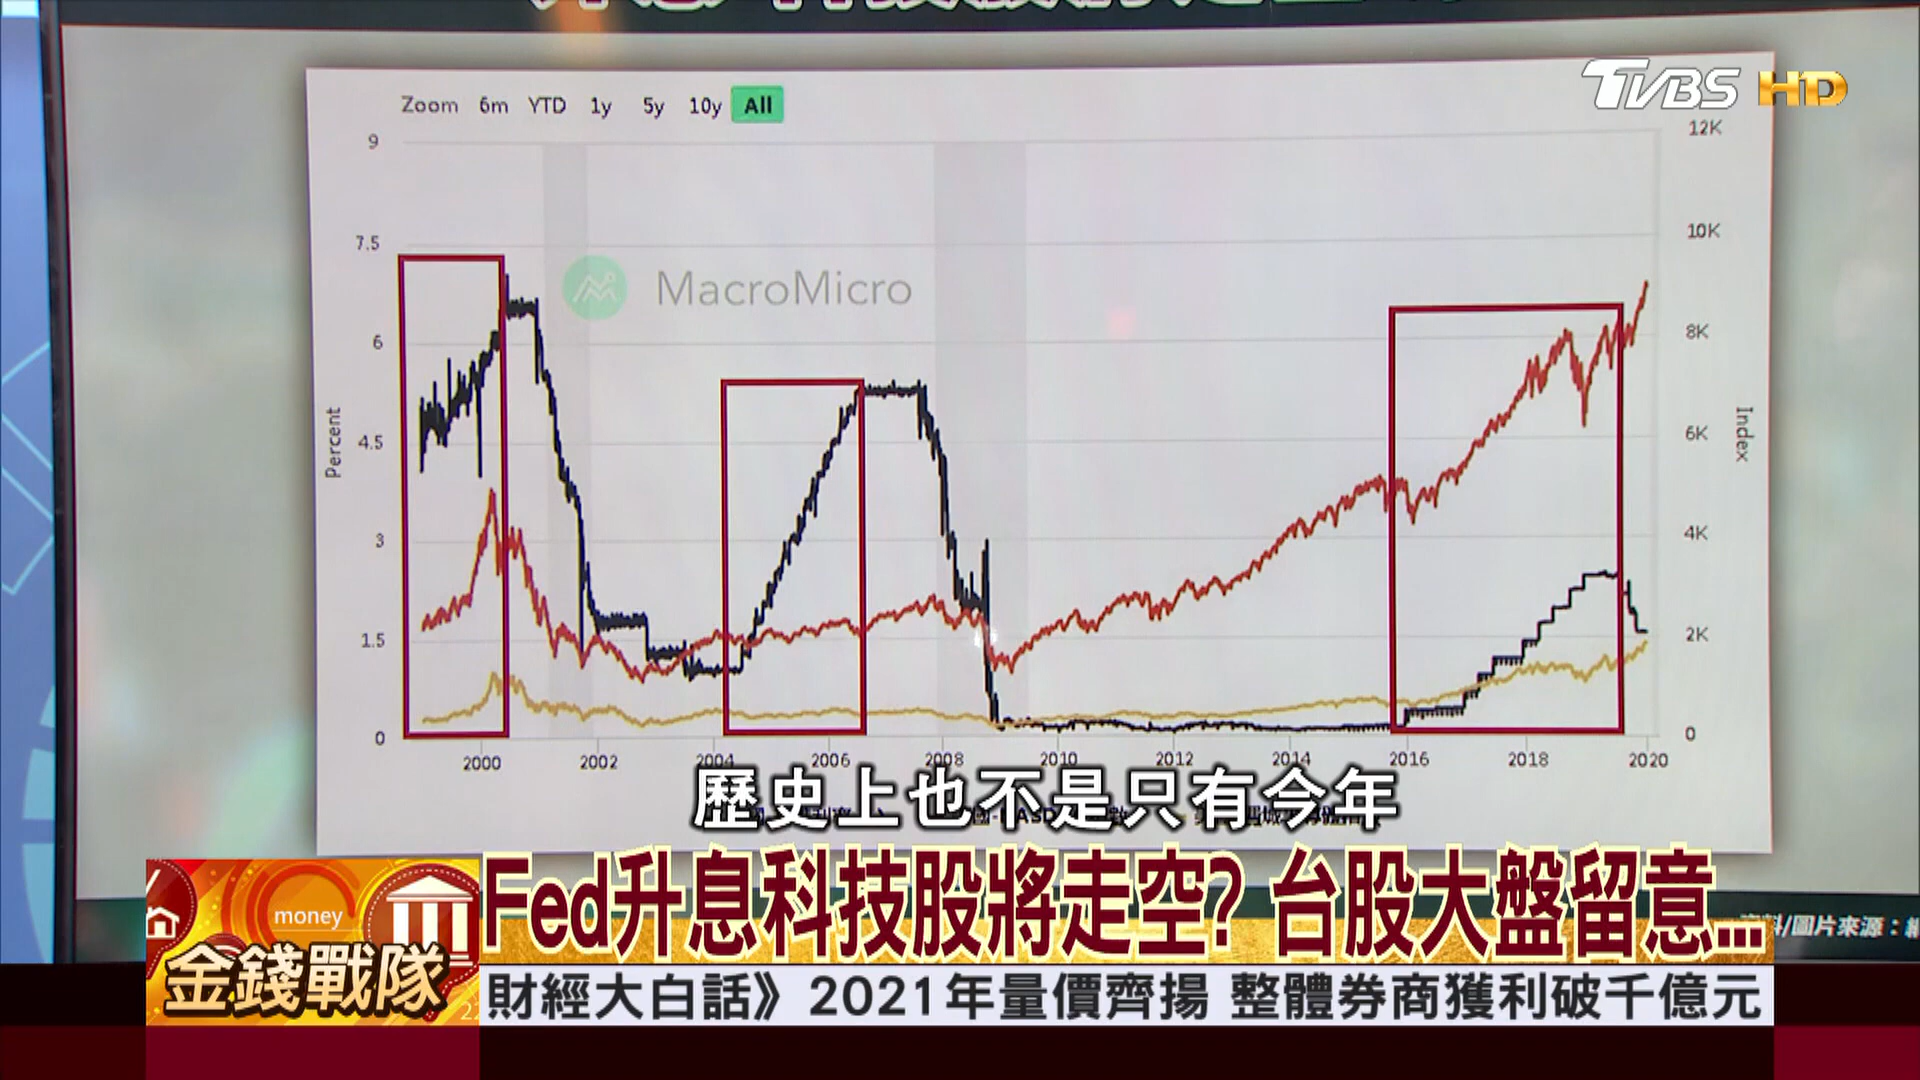 TVBS HD
Zoom 6m YTD 1y 5y 10y All
9
7.5
6
4.5
3
1.5
0
Percent
12K
10K
8K
6K
4K
2K
0
Index
MacroMicro
2000 2002 2004 2006 2008 2010 2012 2014 2016 2018 2020
歷史上也不是只有今年
Fed升息科技股將走空? 台股大盤留意...
/圖片來源：
money
金錢戰隊
財經大白話》2021年量價齊揚 整體券商獲利破千億元